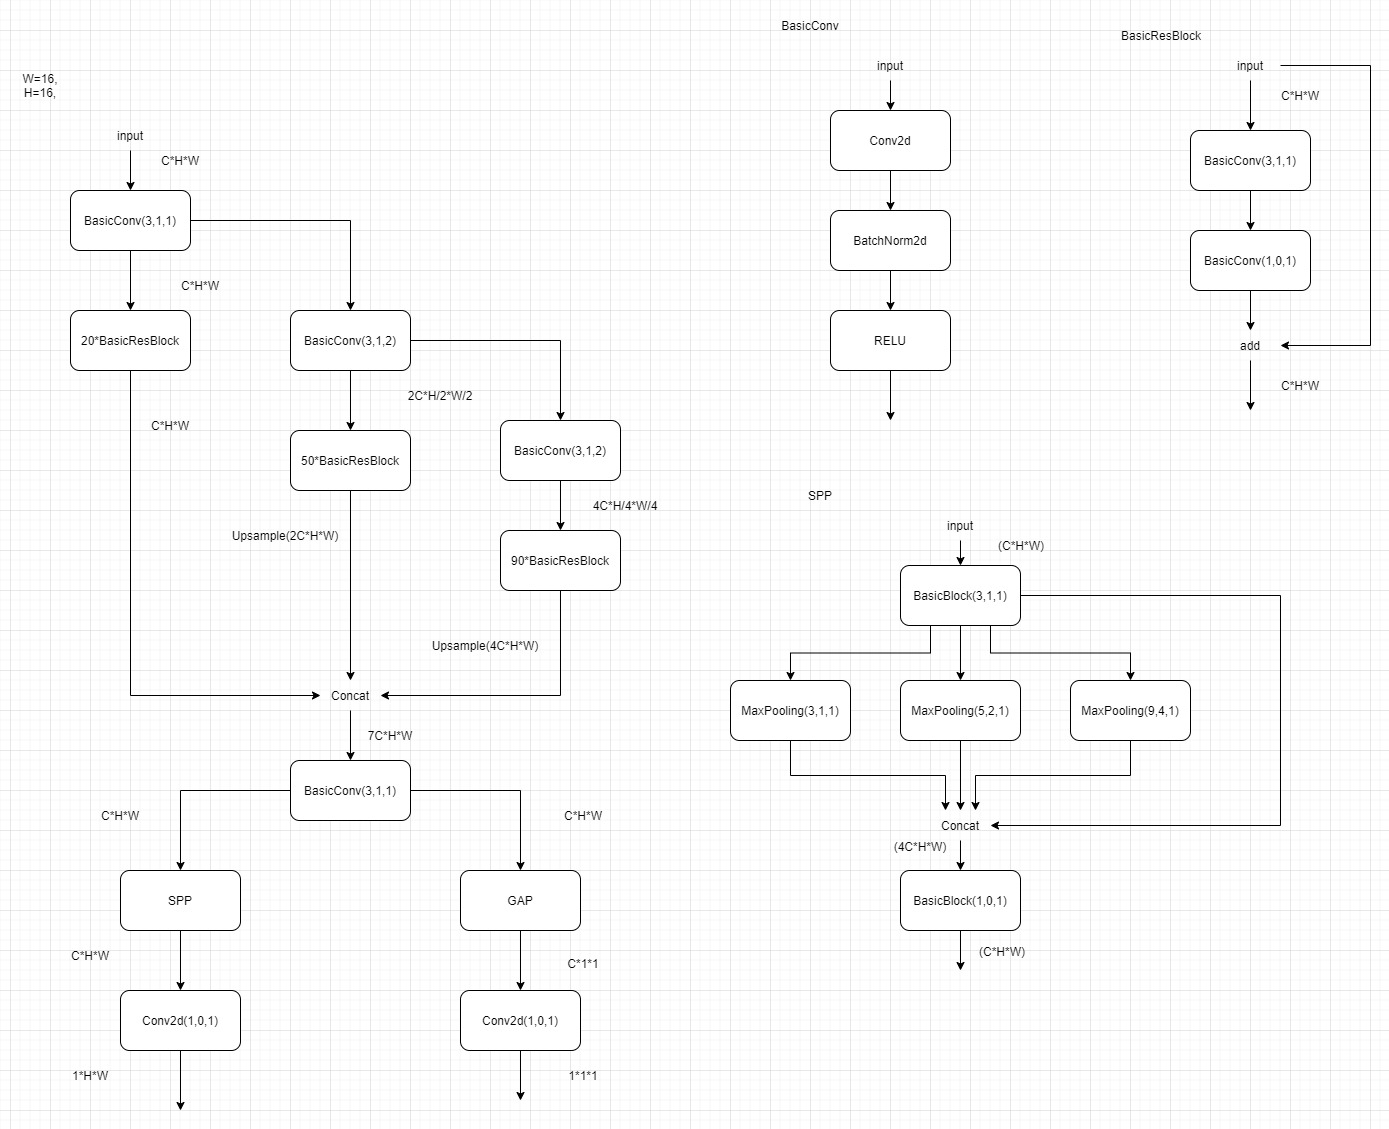 W=16,
H=16,
input
C*H*W
BasicConv(3,1,1)
C*H*W
20*BasicResBlock
BasicConv(3,1,2)
2C*H/2*W/2
C*H*W
50*BasicResBlock
BasicConv(3,1,2)
4C*H/4*W/4
Upsample(2C*H*W)
90*BasicResBlock
Upsample(4C*H*W)
Concat
7C*H*W
BasicConv(3,1,1)
C*H*W
C*H*W
SPP
GAP
C*H*W
C*1*1
Conv2d(1,0,1)
Conv2d(1,0,1)
1*H*W
1*1*1
BasicConv
input
Conv2d
BatchNorm2d
RELU
BasicResBlock
input
C*H*W
BasicConv(3,1,1)
BasicConv(1,0,1)
add
C*H*W
SPP
input
(C*H*W)
BasicBlock(3,1,1)
MaxPooling(3,1,1)
MaxPooling(5,2,1)
MaxPooling(9,4,1)
Concat
(4C*H*W)
BasicBlock(1,0,1)
(C*H*W)